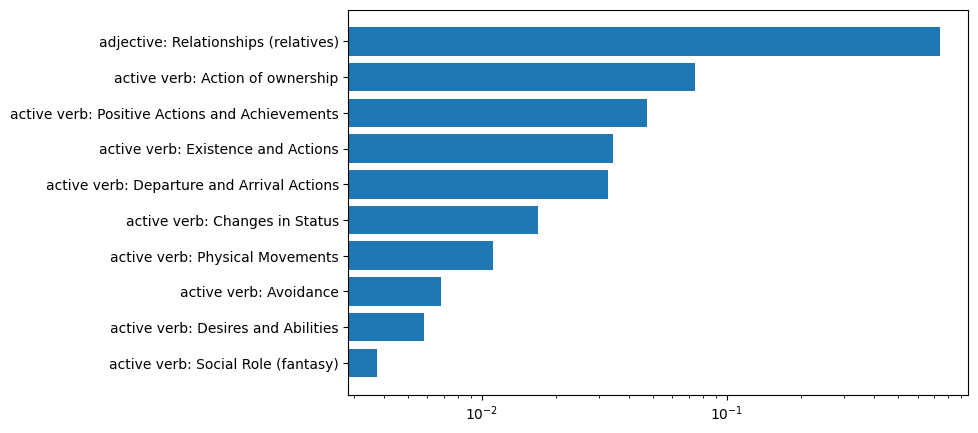 adjective: Relationships (relatives)
active verb: Action of ownership
active verb: Positive Actions and Achievements
active verb: Existence and Actions
active verb: Departure and Arrival Actions
active verb: Changes in Status
active verb: Physical Movements
active verb: Avoidance
active verb: Desires and Abilities
active verb: Social Role (fantasy)
10⁻² 10⁻¹